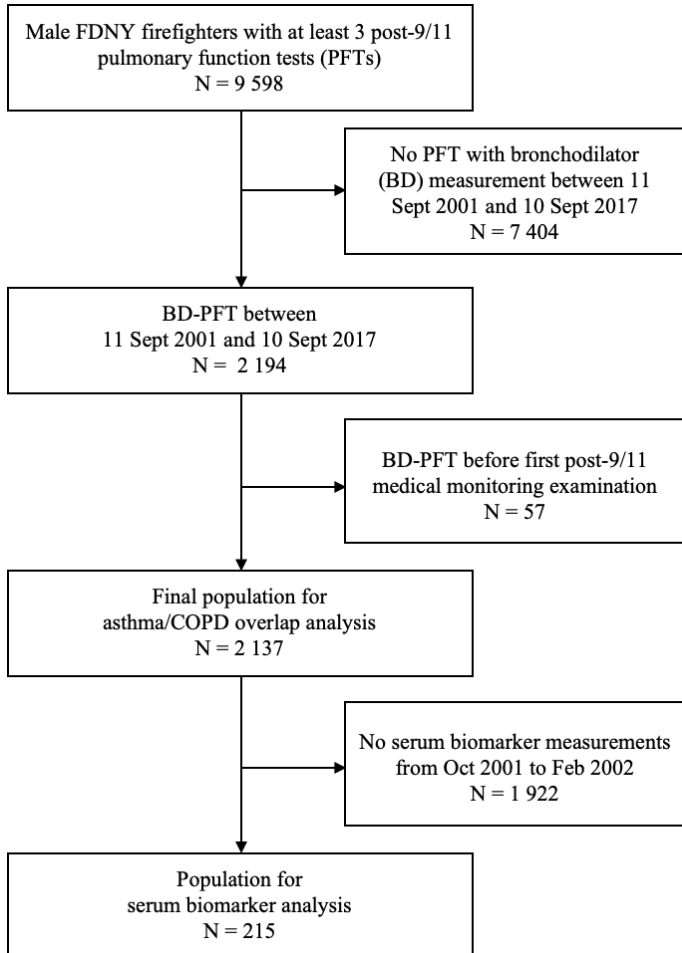 Male FDNY firefighters with at least 3 post-9/11
pulmonary function tests (PFTs)
N = 9 598
No PFT with bronchodilator
(BD) measurement between 11
Sept 2001 and 10 Sept 2017
N = 7 404
BD-PFT between
11 Sept 2001 and 10 Sept 2017
N = 2 194
BD-PFT before first post-9/11
medical monitoring examination
N = 57
Final population for
asthma/COPD overlap analysis
N = 2 137
No serum biomarker measurements
from Oct 2001 to Feb 2002
N = 1 922
Population for
serum biomarker analysis
N = 215